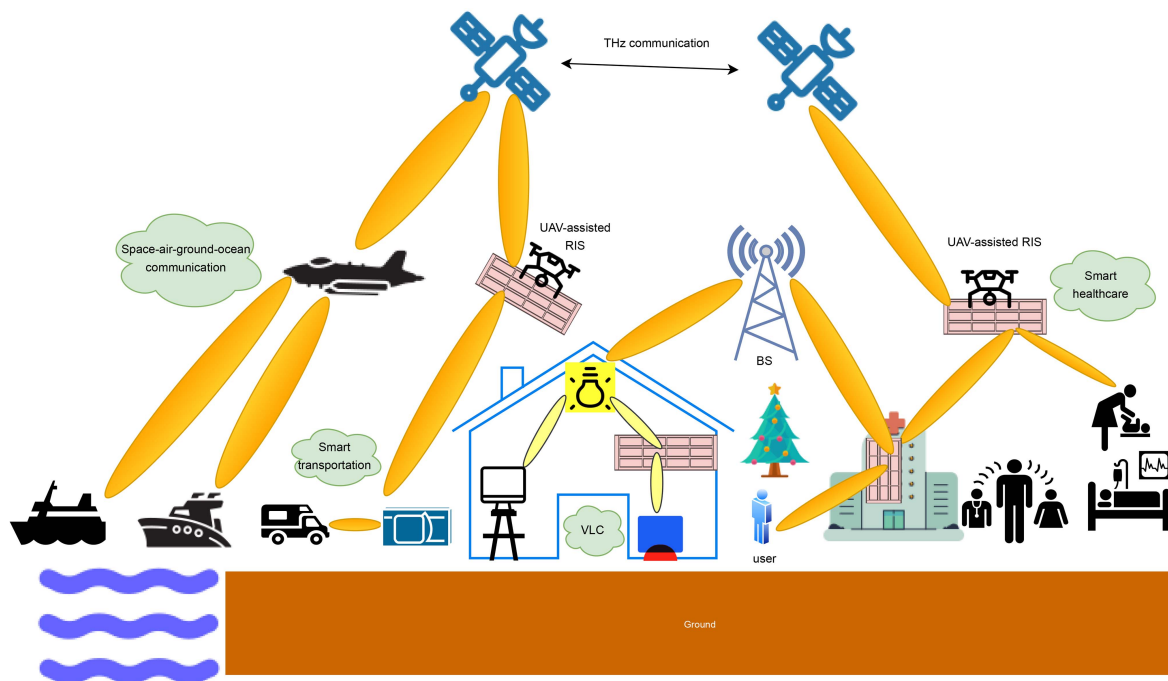 THz communication
UAV-assisted
RIS
Space-air-ground-ocean
communication
UAV-assisted RIS
Smart
healthcare
BS
Smart
transportation
VLC
user
Ground